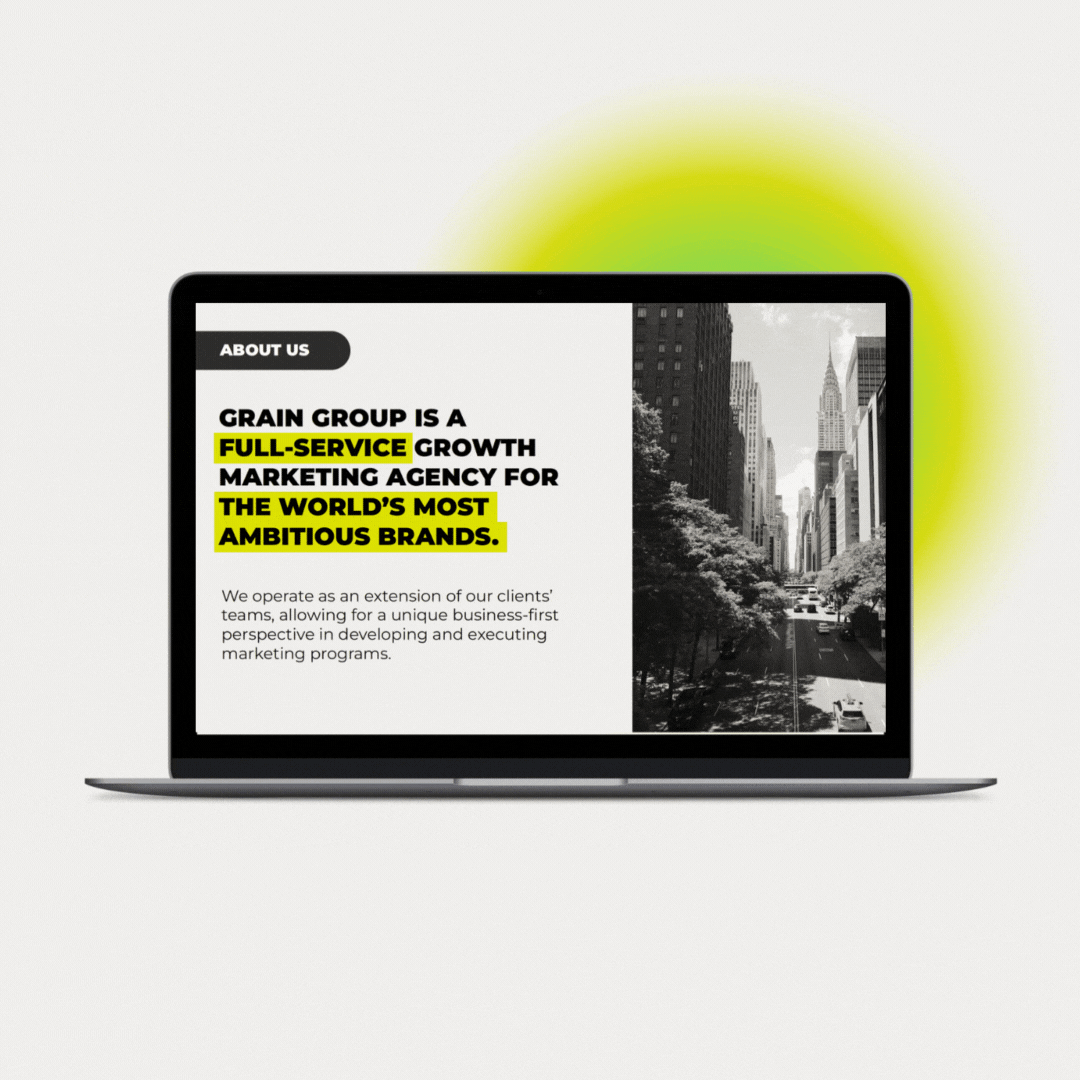 ABOUT US
GRAIN GROUP IS A
FULL-SERVICE GROWTH
MARKETING AGENCY FOR
THE WORLD’S MOST
AMBITIOUS BRANDS.
We operate as an extension of our clients’
teams, allowing for a unique business-first
perspective in developing and executing
marketing programs.